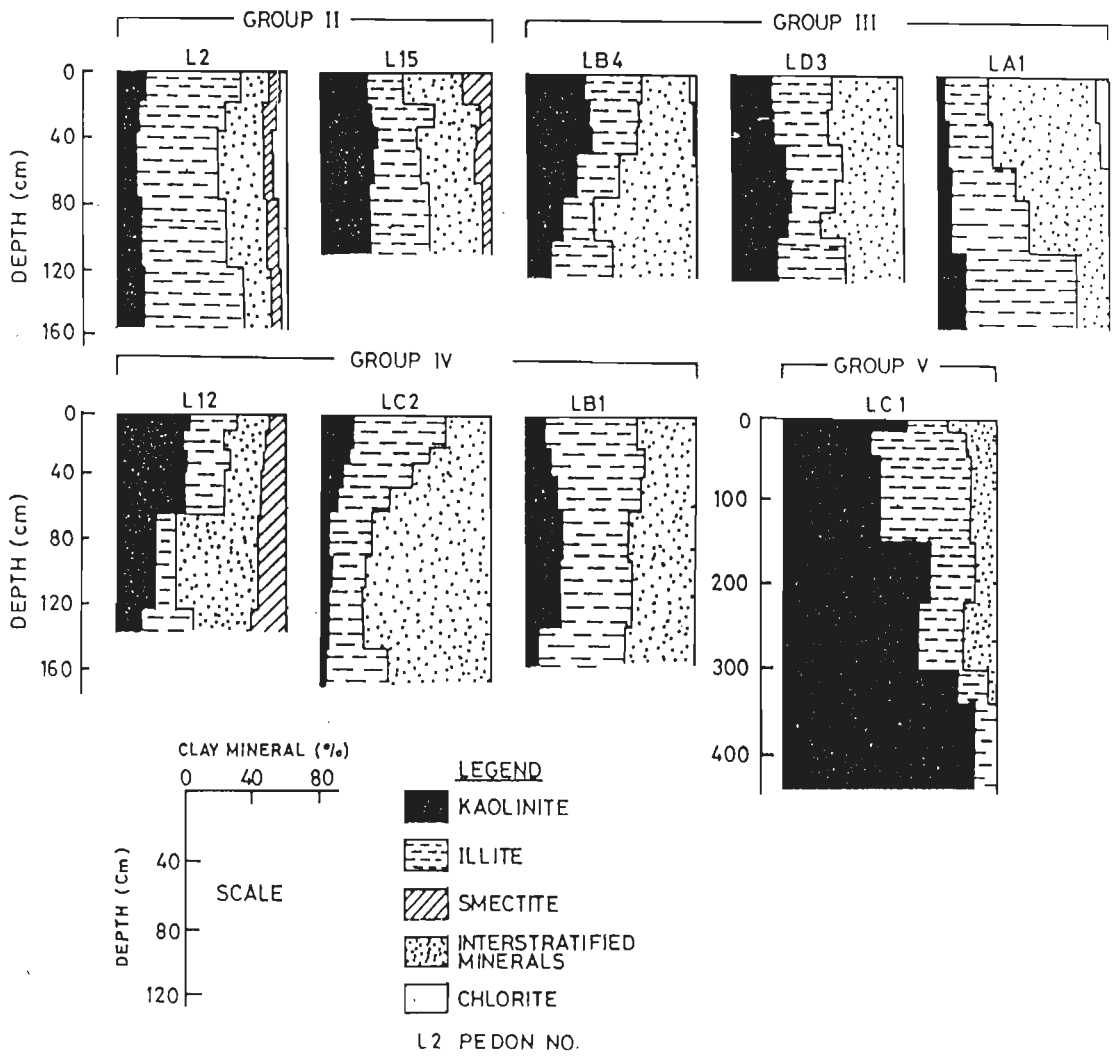 GROUP II
GROUP III
L2
L15
LB4
LD3
LA1
DEPTH (cm)
0
40
80
120
160
GROUP IV
GROUP V
L12
LC2
LB1
LC1
DEPTH (cm)
0
40
80
120
160
0
100
200
300
400
CLAY MINERAL (%)
0 40 80
DEPTH (Cm)
40
80
120
SCALE
LEGEND
KAOLINITE
ILLITE
SMECTITE
INTERSTRATIFIED
MINERALS
CHLORITE
L2 PEDON NO.